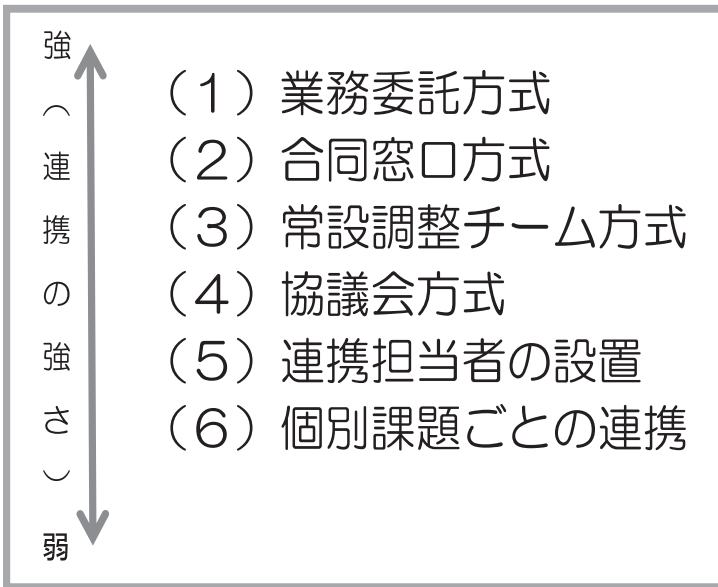 強（連携の強さ）弱
（１）業務委託方式
（２）合同窓口方式
（３）常設調整チーム方式
（４）協議会方式
（５）連携担当者の設置
（６）個別課題ごとの連携